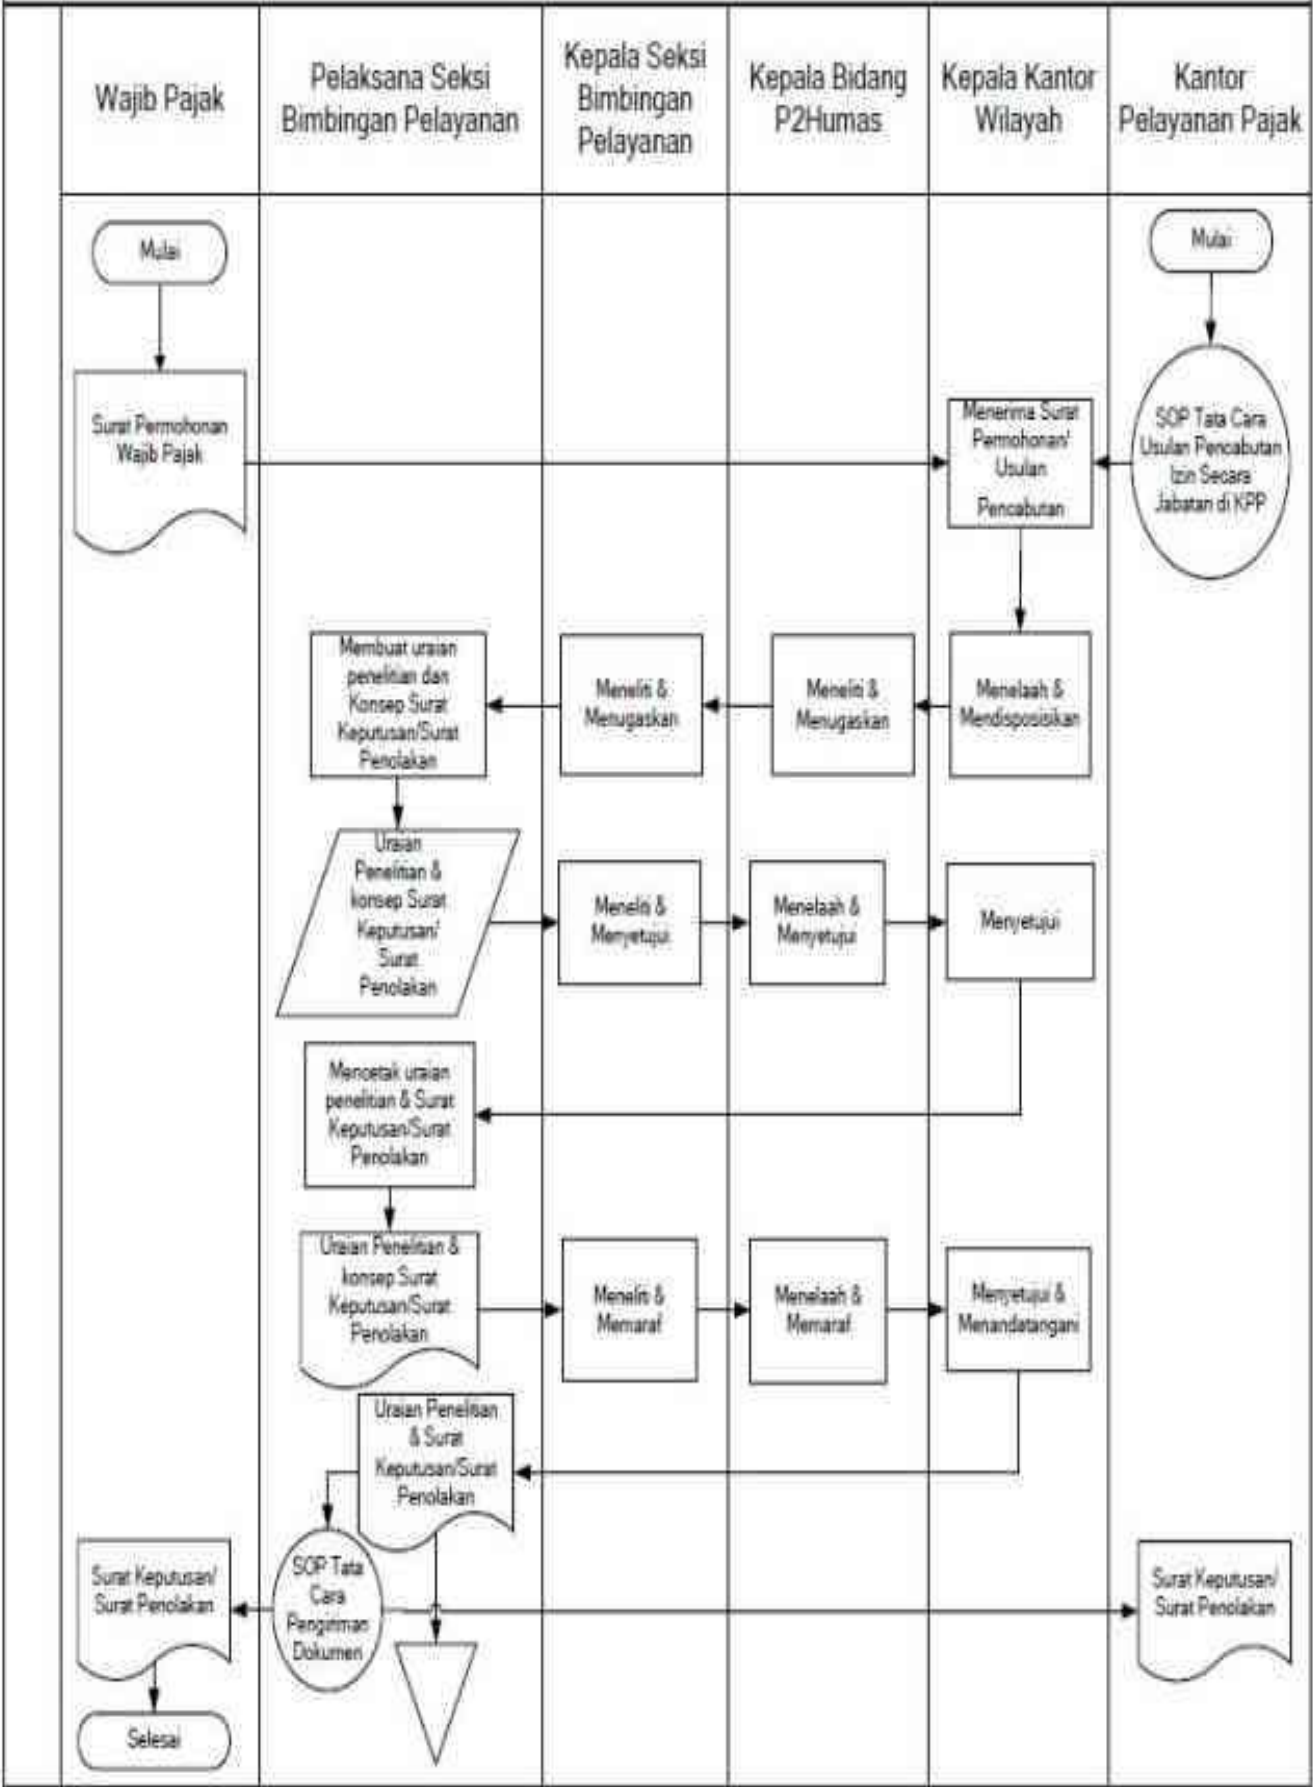 Wajib Pajak
Pelaksana Seksi
Bimbingan Pelayanan
Kepala Seksi
Bimbingan
Pelayanan
Kepala Bidang
P2Humas
Kepala Kantor
Wilayah
Kantor
Pelayanan Pajak
Mulai
Mulai
Surat Permohonan
Wajib Pajak
Menerima Surat
Permohonan/
Usulan
Pencabutan
SOP Tata Cara
Usulan Pencabutan
Izin Secara
Jabatan di KPP
Membuat uraian
penelitian dan
Konsep Surat
Keputusan/Surat
Penolakan
Meneliti &
Menugaskan
Meneliti &
Menugaskan
Menelaah &
Mendisposisikan
Uraian
Penelitian &
konsep Surat
Keputusan/
Surat
Penolakan
Meneliti &
Menyetujui
Menelaah &
Menyetujui
Menyetujui
Mencetak uraian
penelitian & Surat
Keputusan/Surat
Penolakan
Uraian Penelitian &
konsep Surat
Keputusan/Surat
Penolakan
Meneliti &
Memaraf
Menelaah &
Memaraf
Menyetujui &
Menandatangani
Uraian Penelitian
& Surat
Keputusan/Surat
Penolakan
Surat Keputusan/
Surat Penolakan
SOP Tata
Cara
Pengiriman
Dokumen
Surat Keputusan/
Surat Penolakan
Selesai